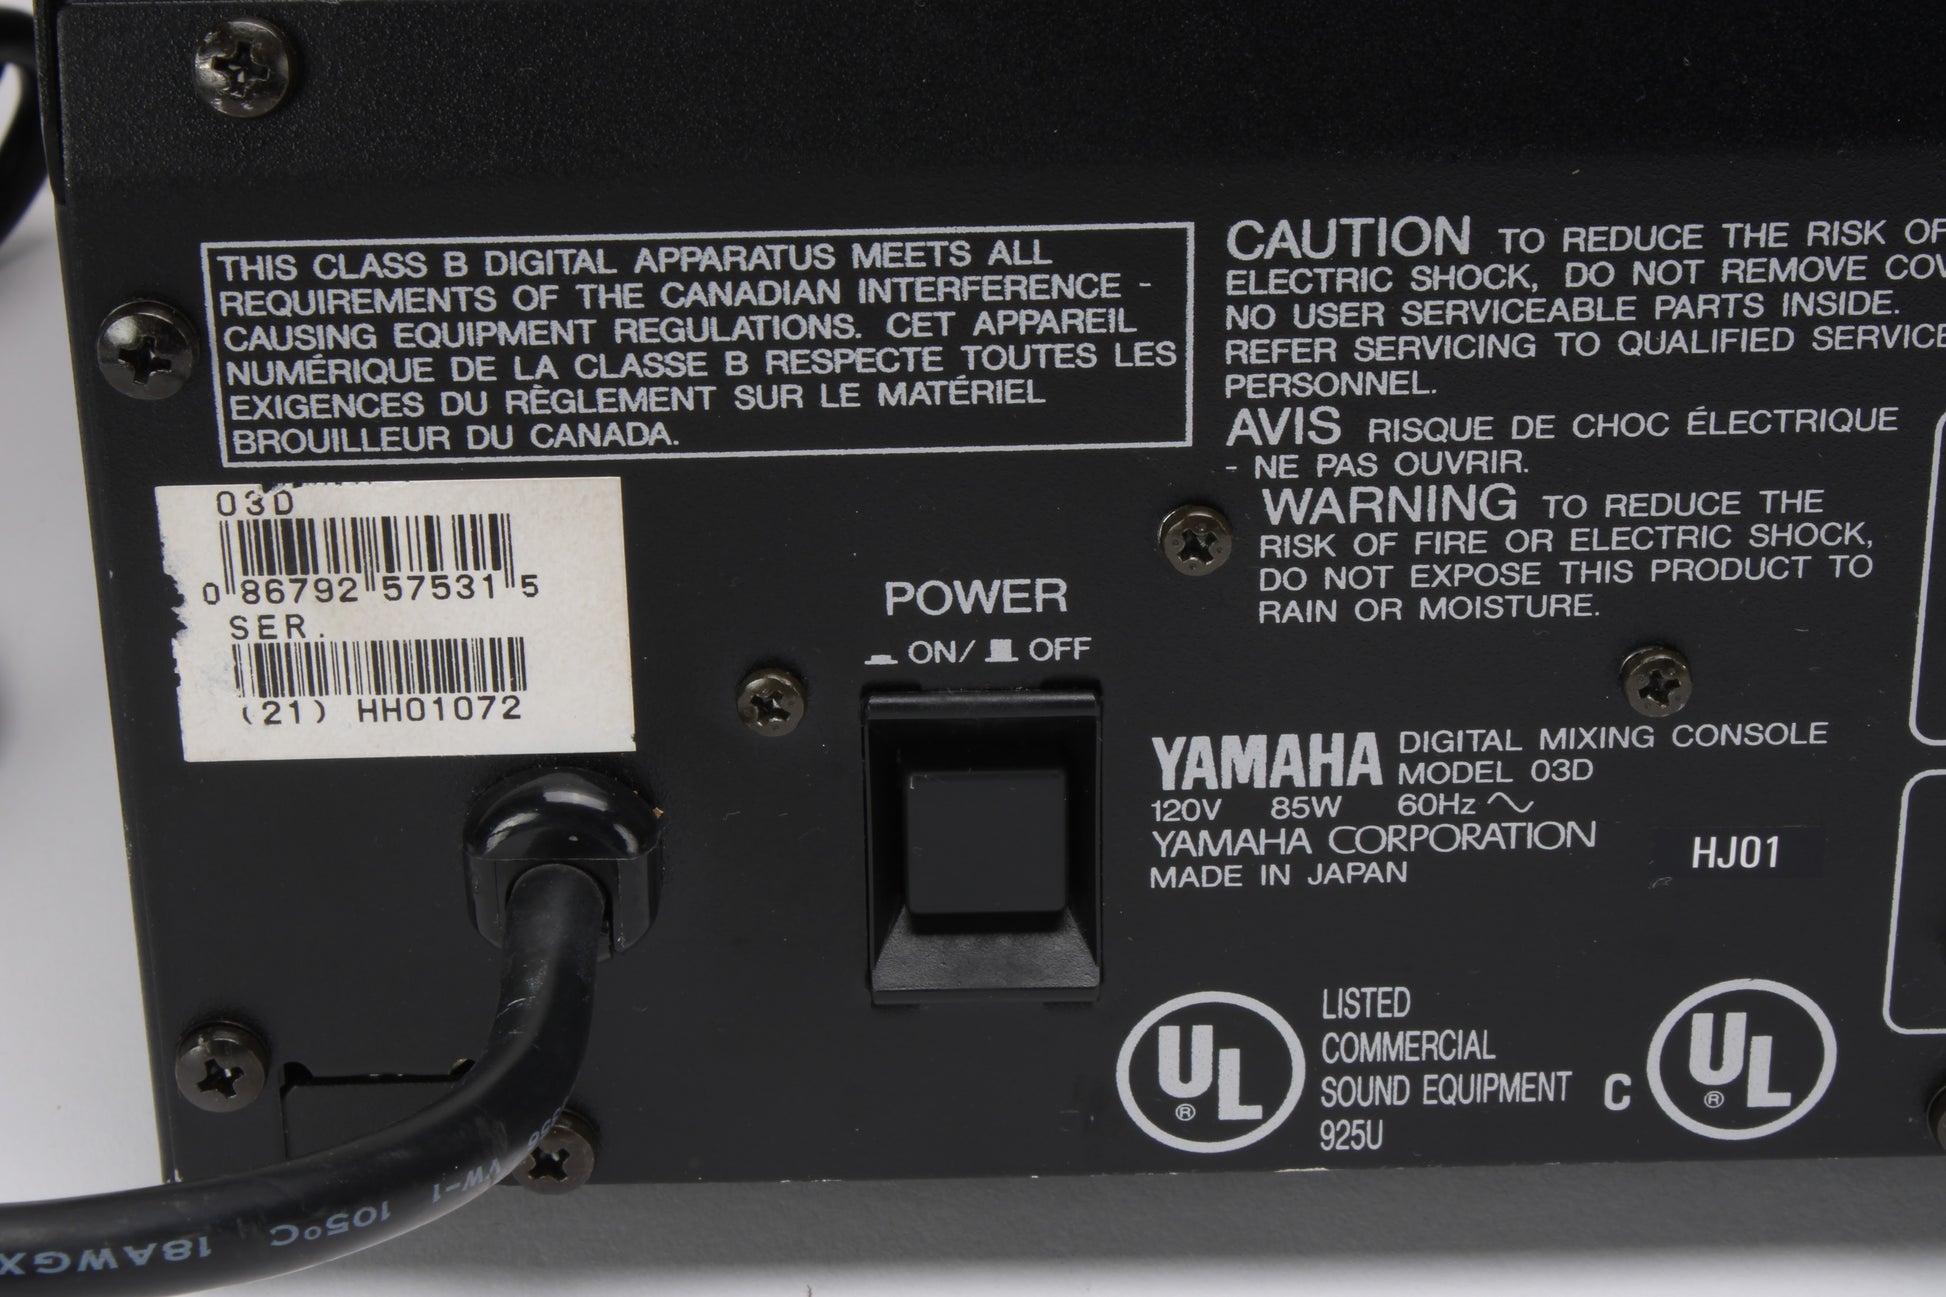 THIS CLASS B DIGITAL APPARATUS MEETS ALL
REQUIREMENTS OF THE CANADIAN INTERFERENCE -
CAUSING EQUIPMENT REGULATIONS. CET APPAREIL
NUMÉRIQUE DE LA CLASSE B RESPECTE TOUTES LES
EXIGENCES DU RÈGLEMENT SUR LE MATÉRIEL
BROUILLEUR DU CANADA.
CAUTION TO REDUCE THE RISK OF
ELECTRIC SHOCK, DO NOT REMOVE COV
NO USER SERVICEABLE PARTS INSIDE.
REFER SERVICING TO QUALIFIED SERVICE
PERSONNEL.
AVIS RISQUE DE CHOC ÉLECTRIQUE
- NE PAS OUVRIR.
WARNING TO REDUCE THE
RISK OF FIRE OR ELECTRIC SHOCK,
DO NOT EXPOSE THIS PRODUCT TO
RAIN OR MOISTURE.
03D
0 86792 57531 5
SER.
(21) HH01072
POWER
ON/ OFF
YAMAHA DIGITAL MIXING CONSOLE
MODEL 03D
120V 85W 60Hz
YAMAHA CORPORATION
MADE IN JAPAN
HJ01
UL ®
LISTED
COMMERCIAL
SOUND EQUIPMENT
925U
C UL ®
VW-1
105°C
18AWGX